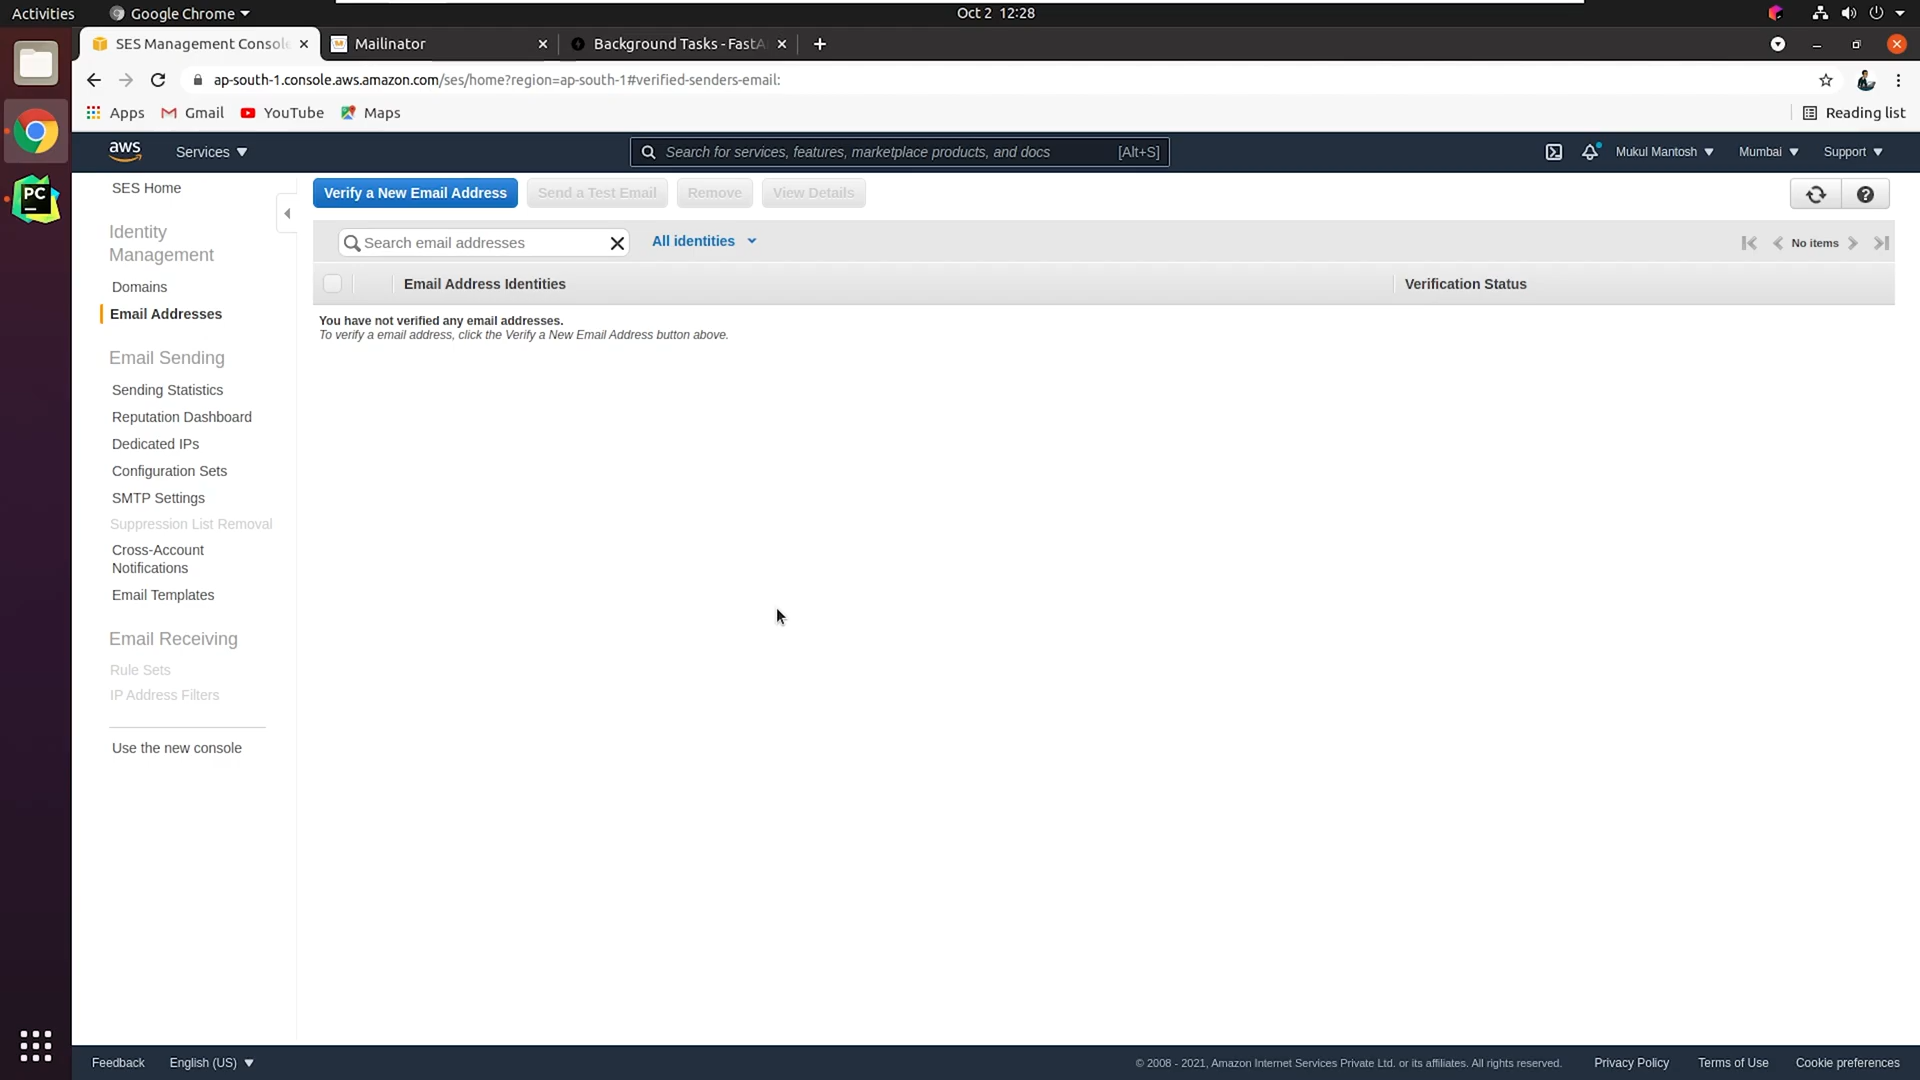 Activities
Google Chrome
Oct 2 12:28
SES Management Console
Mailinator
Background Tasks - FastA
ap-south-1.console.aws.amazon.com/ses/home?region=ap-south-1#verified-senders-email:
Apps
Gmail
YouTube
Maps
Reading list
aws
Services
Search for services, features, marketplace products, and docs
[Alt+S]
Mukul Mantosh
Mumbai
Support
SES Home
Identity
Management
Domains
Email Addresses
Email Sending
Sending Statistics
Reputation Dashboard
Dedicated IPs
Configuration Sets
SMTP Settings
Suppression List Removal
Cross-Account
Notifications
Email Templates
Email Receiving
Rule Sets
IP Address Filters
Use the new console
Verify a New Email Address
Send a Test Email
Remove
View Details
Search email addresses
All identities
No items
Email Address Identities
Verification Status
You have not verified any email addresses.
To verify a email address, click the Verify a New Email Address button above.
PC
Feedback
English (US)
© 2008 - 2021, Amazon Internet Services Private Ltd. or its affiliates. All rights reserved.
Privacy Policy
Terms of Use
Cookie preferences